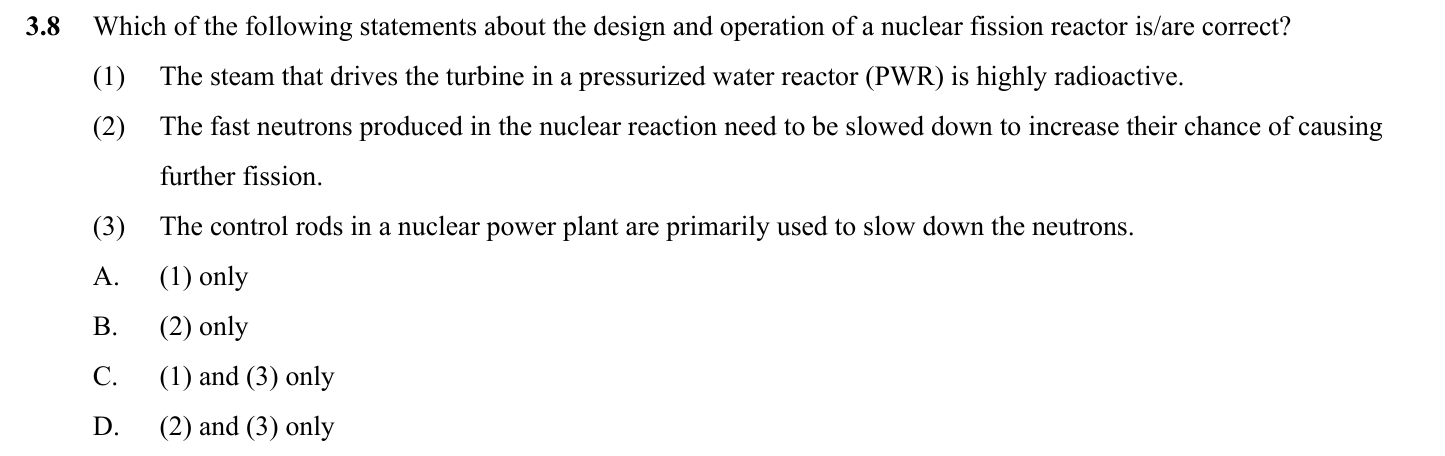 3.8 Which of the following statements about the design and operation of a nuclear fission reactor is/are correct?
(1) The steam that drives the turbine in a pressurized water reactor (PWR) is highly radioactive.
(2) The fast neutrons produced in the nuclear reaction need to be slowed down to increase their chance of causing
further fission.
(3) The control rods in a nuclear power plant are primarily used to slow down the neutrons.
A. (1) only
B. (2) only
C. (1) and (3) only
D. (2) and (3) only